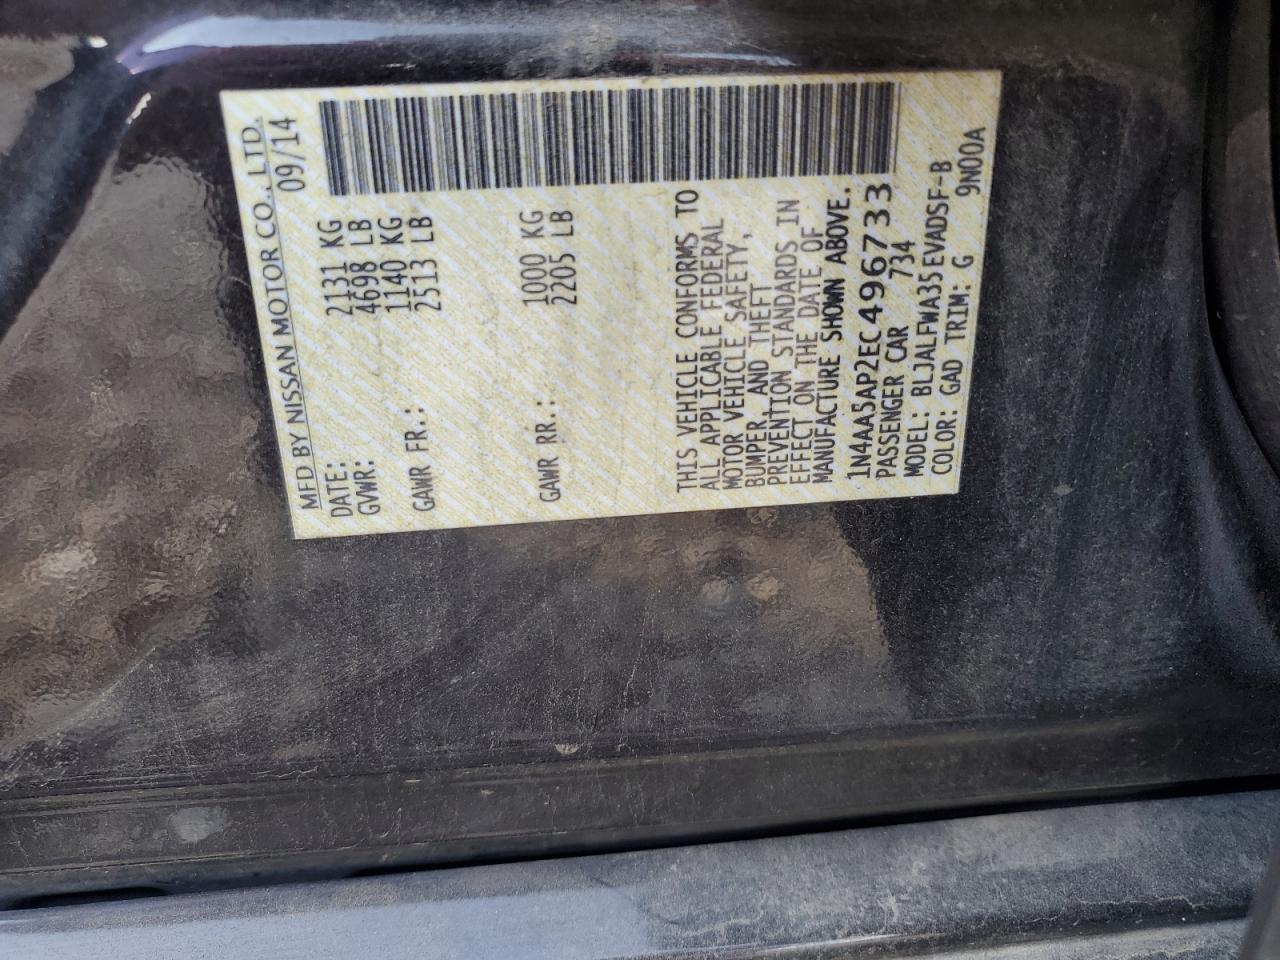 MFD BY NISSAN MOTOR CO., LTD.
DATE: 09/14
GVWR: 2131 KG
4698 LB
GAWR FR.: 1140 KG
2513 LB
GAWR RR.: 1000 KG
2205 LB
THIS VEHICLE CONFORMS TO
ALL APPLICABLE FEDERAL
MOTOR VEHICLE SAFETY,
BUMPER AND THEFT
PREVENTION STANDARDS IN
EFFECT ON THE DATE OF
MANUFACTURE SHOWN ABOVE.
1N4AA5AP2EC496733
PASSENGER CAR 734
MODEL: BLJALFWA35EVADSF-B
COLOR: GAD TRIM: G 9N00A